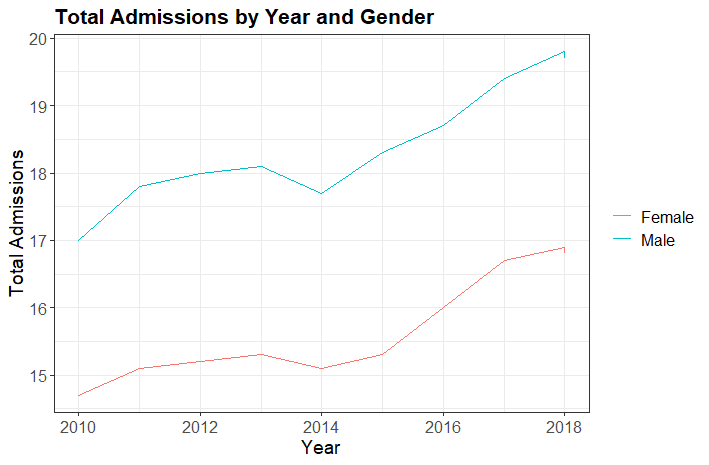 Total Admissions by Year and Gender
Total Admissions
20
19
18
17
16
15
2010 2012 2014 2016 2018
Year
Female
Male